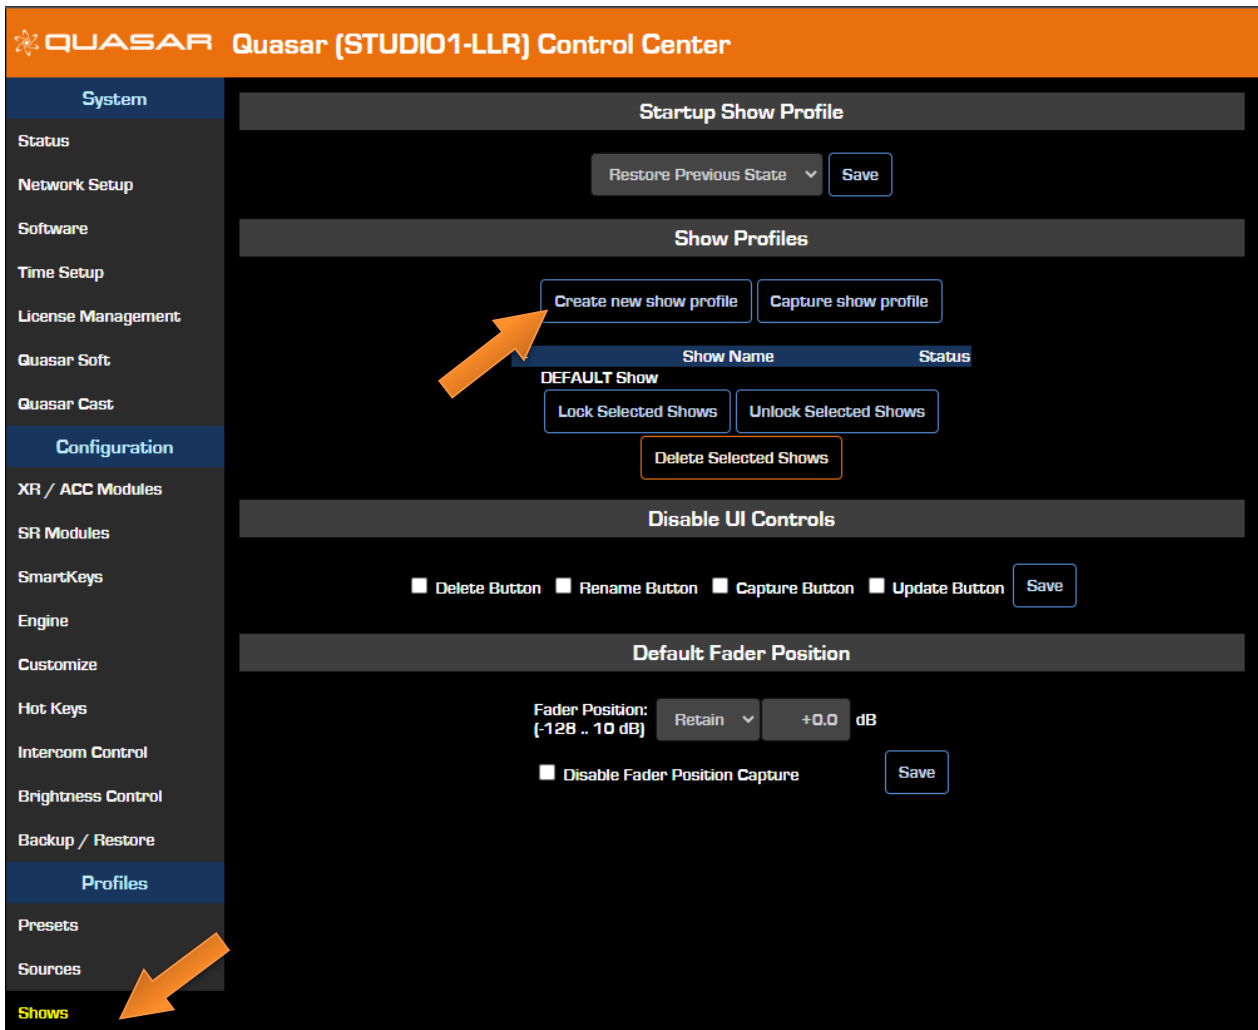 QUASAR Quasar (STUDIO1-LLR) Control Center
System
Status
Network Setup
Software
Time Setup
License Management
Quasar Soft
Quasar Cast
Configuration
XR / ACC Modules
SR Modules
SmartKeys
Engine
Customize
Hot Keys
Intercom Control
Brightness Control
Backup / Restore
Profiles
Presets
Sources
Shows
Startup Show Profile
Restore Previous State Save
Show Profiles
Create new show profile Capture show profile
Show Name Status
DEFAULT Show
Lock Selected Shows Unlock Selected Shows
Delete Selected Shows
Disable UI Controls
Delete Button Rename Button Capture Button Update Button Save
Default Fader Position
Fader Position: Retain +0.0 dB
(-128 .. 10 dB)
Disable Fader Position Capture Save